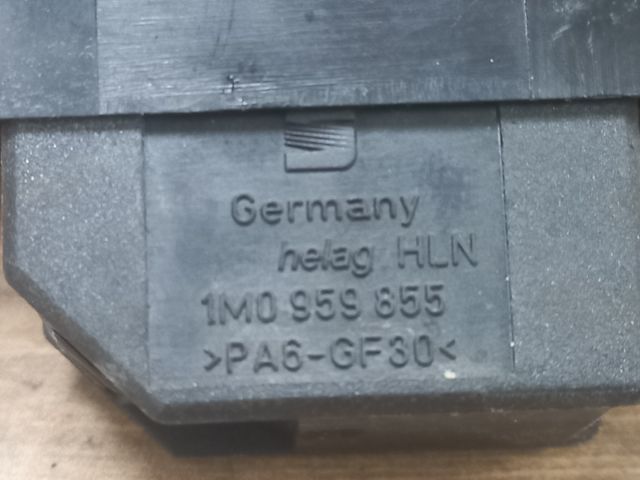 Germany
helag HLN
1M0 959 855
>PA6-GF30<